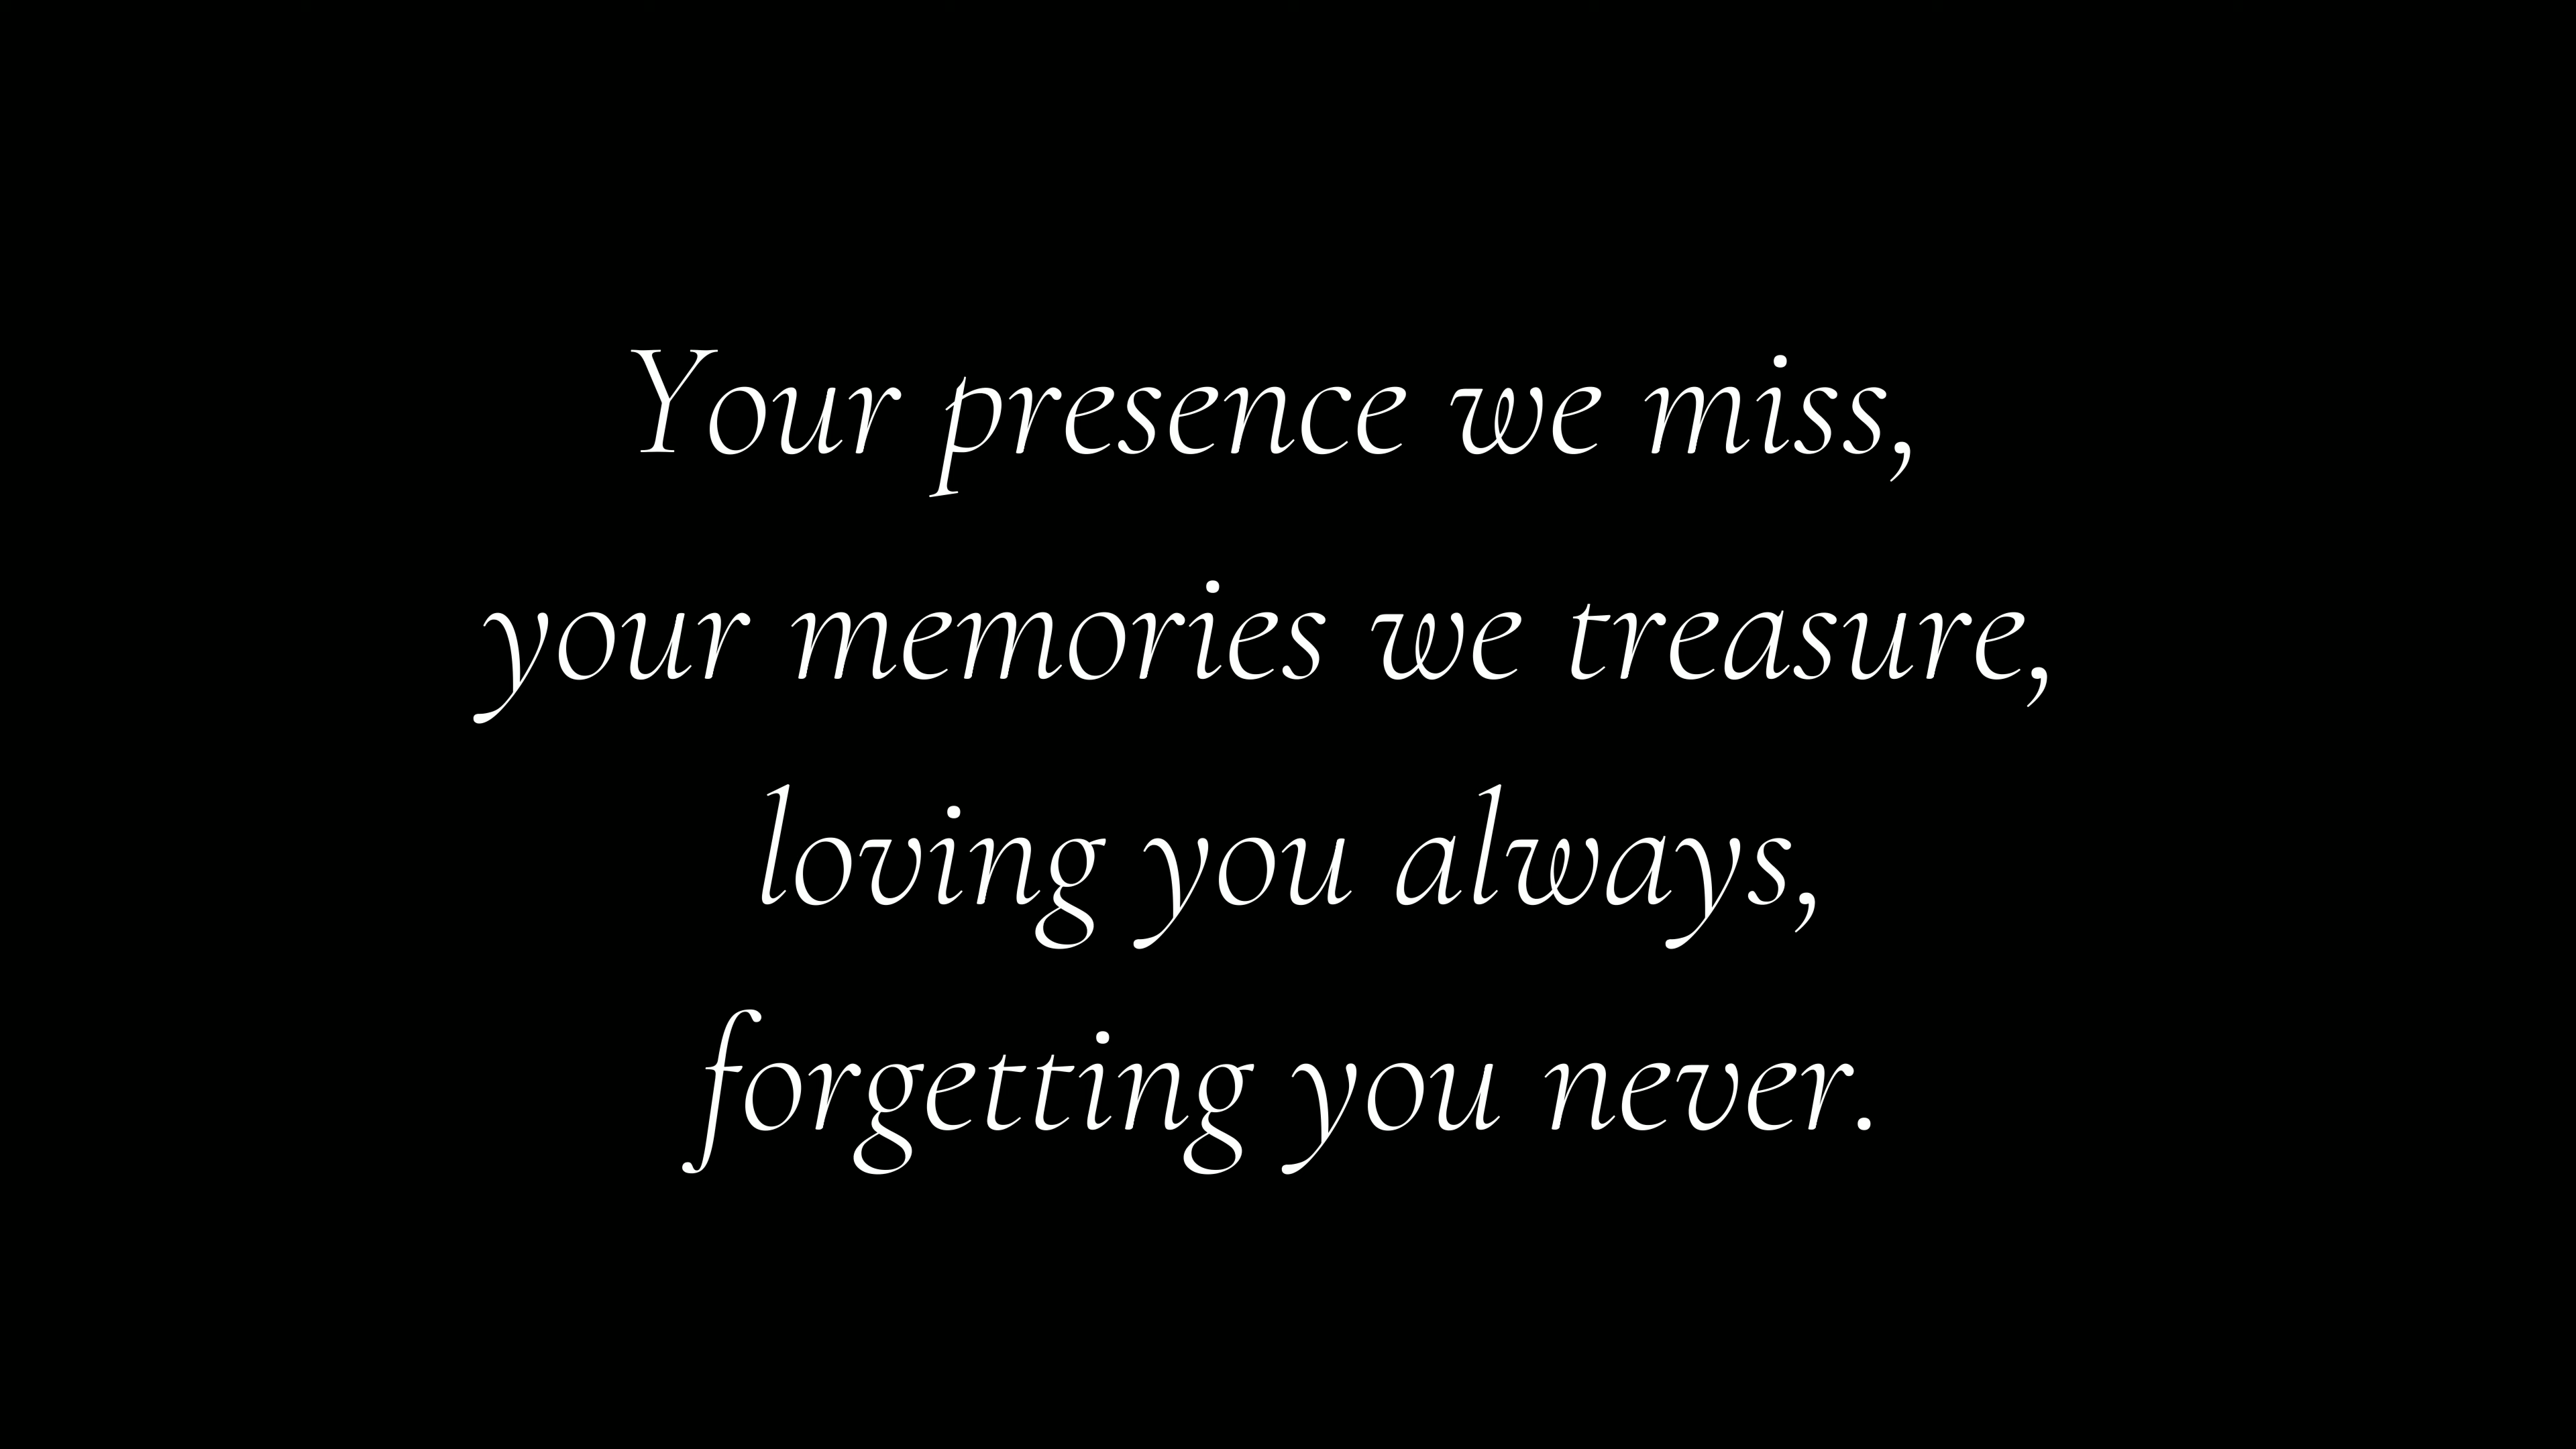 Your presence we miss,
your memories we treasure,
loving you always,
forgetting you never.